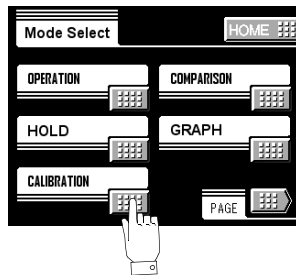 Mode Select
HOME
OPERATION
COMPARISON
HOLD
GRAPH
CALIBRATION
PAGE